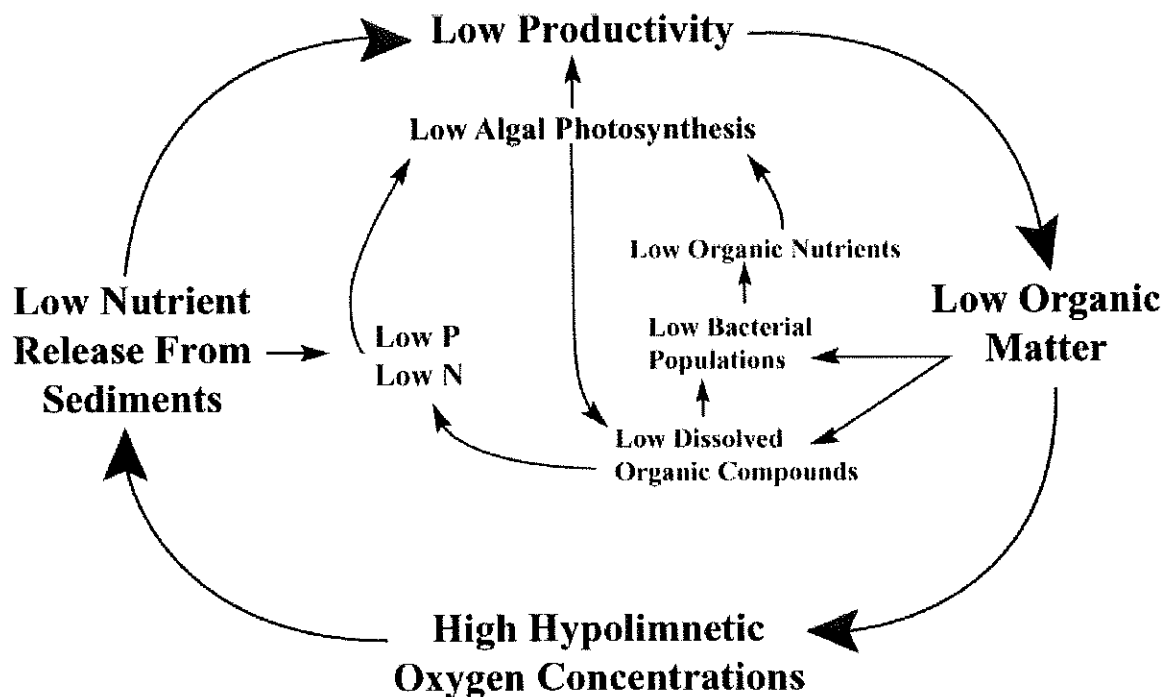 Low Productivity
Low Algal Photosynthesis
Low Organic Nutrients
Low Nutrient
Release From
Sediments
Low P
Low N
Low Bacterial
Populations
Low Organic
Matter
Low Dissolved
Organic Compounds
High Hypolimnetic
Oxygen Concentrations